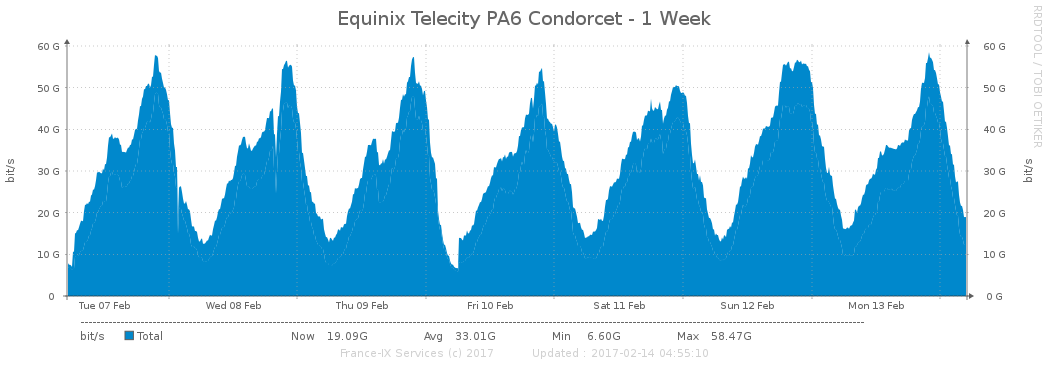 Equinix Telecity PA6 Condorcet - 1 Week
RRDTOOL / TOBI OETIKER
bit/s
bit/s
60 G 60 G
50 G 50 G
40 G 40 G
30 G 30 G
20 G 20 G
10 G 10 G
0 0 G
Tue 07 Feb Wed 08 Feb Thu 09 Feb Fri 10 Feb Sat 11 Feb Sun 12 Feb Mon 13 Feb
bit/s Total Now 19.09G Avg 33.01G Min 6.60G Max 58.47G
France-IX Services (c) 2017 Updated : 2017-02-14 04:55:10